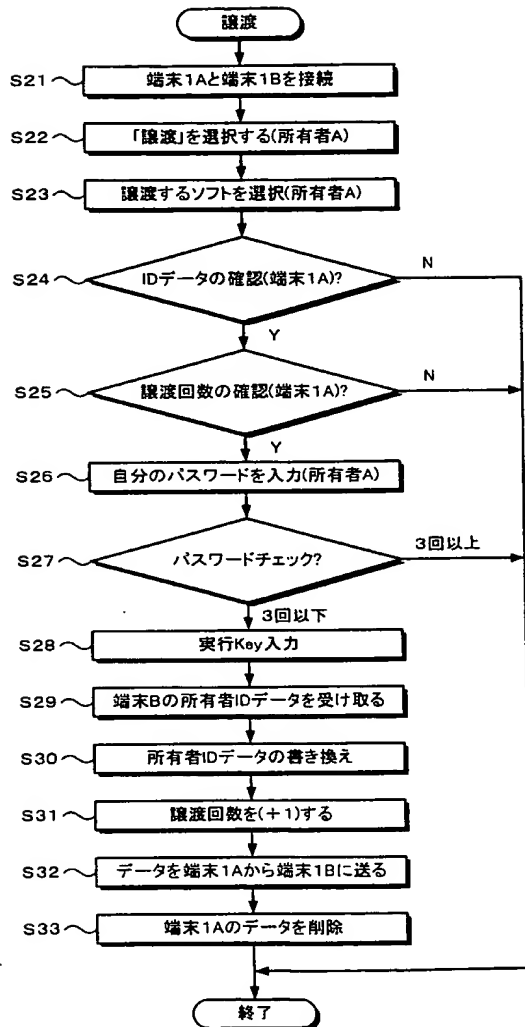 譲渡
S21 端末1Aと端末1Bを接続
S22 「譲渡」を選択する(所有者A)
S23 譲渡するソフトを選択(所有者A)
S24 IDデータの確認(端末1A)? N
Y
S25 譲渡回数の確認(端末1A)? N
Y
S26 自分のパスワードを入力(所有者A)
S27 パスワードチェック? 3回以上
3回以下
S28 実行Key入力
S29 端末Bの所有者IDデータを受け取る
S30 所有者IDデータの書き換え
S31 譲渡回数を(+1)する
S32 データを端末1Aから端末1Bに送る
S33 端末1Aのデータを削除
終了